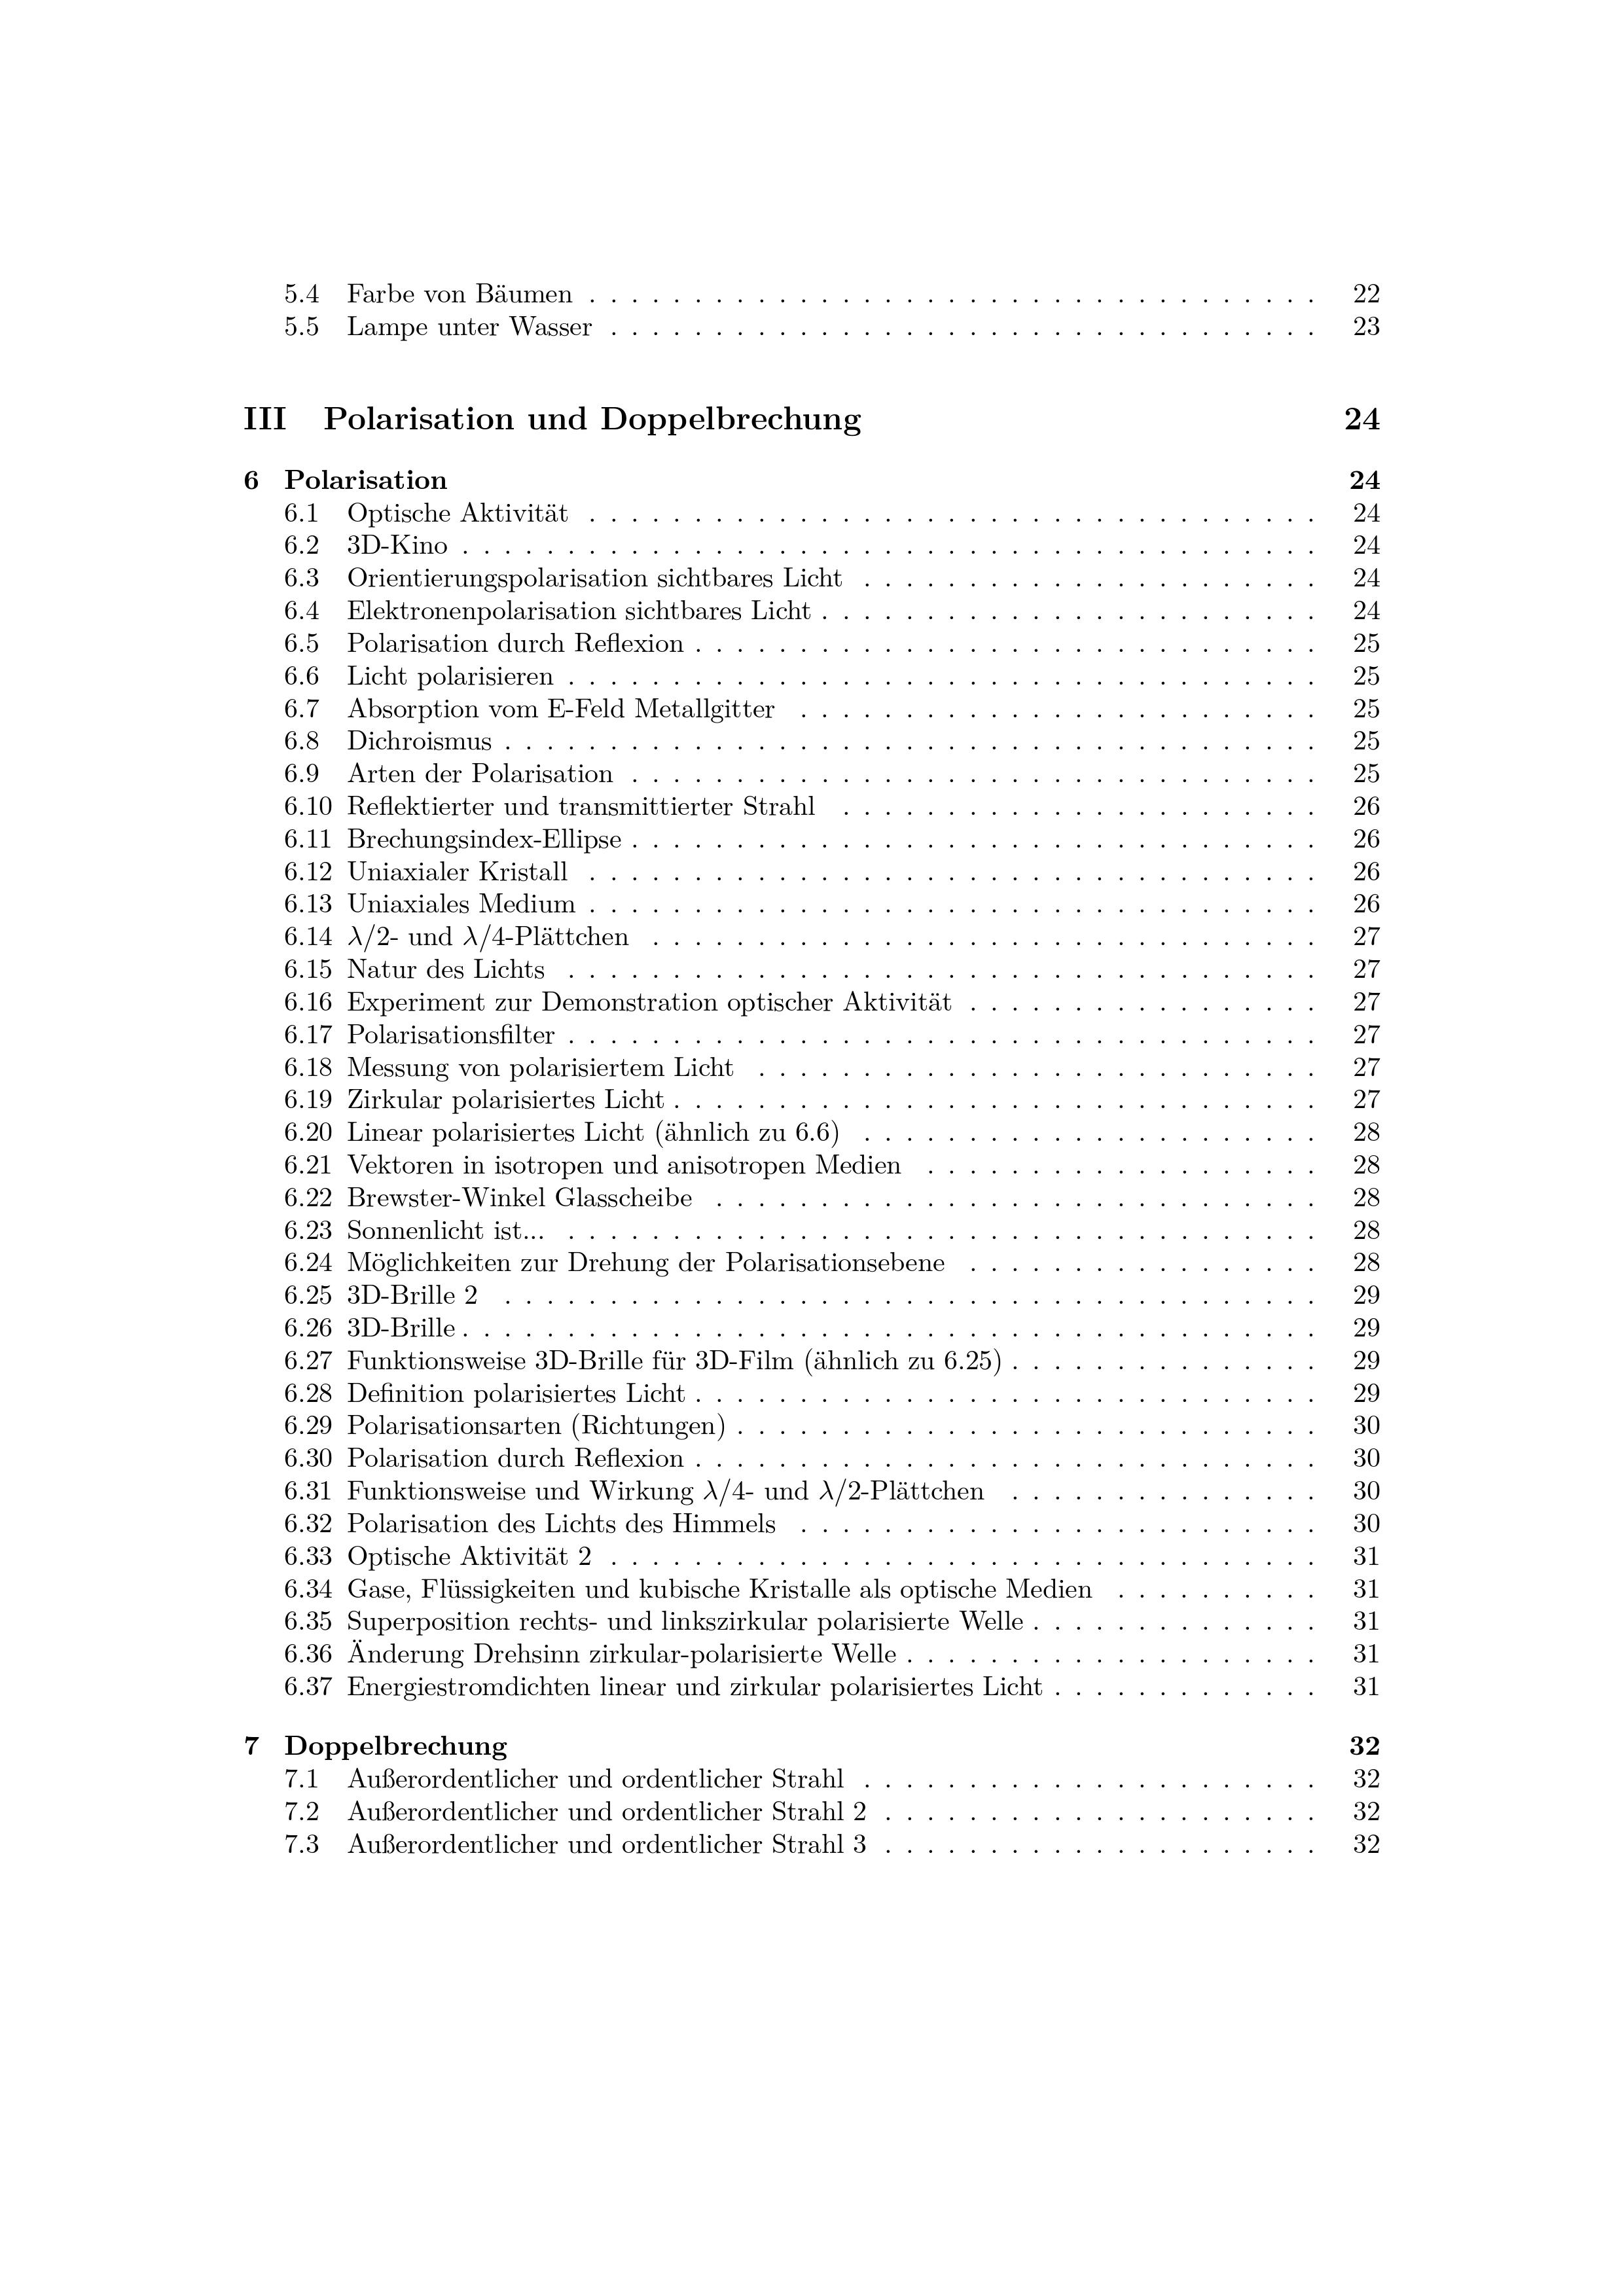 5.4 Farbe von Bäumen . . . . . . . . . . . . . . . . . . . . . . . . . . . . . . . . . . . 22
5.5 Lampe unter Wasser . . . . . . . . . . . . . . . . . . . . . . . . . . . . . . . . . . 23
III Polarisation und Doppelbrechung 24
6 Polarisation 24
6.1 Optische Aktivität . . . . . . . . . . . . . . . . . . . . . . . . . . . . . . . . . . . 24
6.2 3D-Kino . . . . . . . . . . . . . . . . . . . . . . . . . . . . . . . . . . . . . . . . . 24
6.3 Orientierungspolarisation sichtbares Licht . . . . . . . . . . . . . . . . . . . . . . 24
6.4 Elektronenpolarisation sichtbares Licht . . . . . . . . . . . . . . . . . . . . . . . . 24
6.5 Polarisation durch Reflexion . . . . . . . . . . . . . . . . . . . . . . . . . . . . . . 25
6.6 Licht polarisieren . . . . . . . . . . . . . . . . . . . . . . . . . . . . . . . . . . . . 25
6.7 Absorption vom E-Feld Metallgitter . . . . . . . . . . . . . . . . . . . . . . . . . 25
6.8 Dichroismus . . . . . . . . . . . . . . . . . . . . . . . . . . . . . . . . . . . . . . . 25
6.9 Arten der Polarisation . . . . . . . . . . . . . . . . . . . . . . . . . . . . . . . . . 25
6.10 Reflektierter und transmittierter Strahl . . . . . . . . . . . . . . . . . . . . . . . 26
6.11 Brechungsindex-Ellipse . . . . . . . . . . . . . . . . . . . . . . . . . . . . . . . . . 26
6.12 Uniaxialer Kristall . . . . . . . . . . . . . . . . . . . . . . . . . . . . . . . . . . . 26
6.13 Uniaxiales Medium . . . . . . . . . . . . . . . . . . . . . . . . . . . . . . . . . . . 26
6.14 λ/2- und λ/4-Plättchen . . . . . . . . . . . . . . . . . . . . . . . . . . . . . . . . 27
6.15 Natur des Lichts . . . . . . . . . . . . . . . . . . . . . . . . . . . . . . . . . . . . 27
6.16 Experiment zur Demonstration optischer Aktivität . . . . . . . . . . . . . . . . . 27
6.17 Polarisationsfilter . . . . . . . . . . . . . . . . . . . . . . . . . . . . . . . . . . . . 27
6.18 Messung von polarisiertem Licht . . . . . . . . . . . . . . . . . . . . . . . . . . . 27
6.19 Zirkular polarisiertes Licht . . . . . . . . . . . . . . . . . . . . . . . . . . . . . . . 27
6.20 Linear polarisiertes Licht (ähnlich zu 6.6) . . . . . . . . . . . . . . . . . . . . . . 28
6.21 Vektoren in isotropen und anisotropen Medien . . . . . . . . . . . . . . . . . . . 28
6.22 Brewster-Winkel Glasscheibe . . . . . . . . . . . . . . . . . . . . . . . . . . . . . 28
6.23 Sonnenlicht ist... . . . . . . . . . . . . . . . . . . . . . . . . . . . . . . . . . . . . 28
6.24 Möglichkeiten zur Drehung der Polarisationsebene . . . . . . . . . . . . . . . . . 28
6.25 3D-Brille 2 . . . . . . . . . . . . . . . . . . . . . . . . . . . . . . . . . . . . . . . 29
6.26 3D-Brille . . . . . . . . . . . . . . . . . . . . . . . . . . . . . . . . . . . . . . . . . 29
6.27 Funktionsweise 3D-Brille für 3D-Film (ähnlich zu 6.25) . . . . . . . . . . . . . . . 29
6.28 Definition polarisiertes Licht . . . . . . . . . . . . . . . . . . . . . . . . . . . . . . 29
6.29 Polarisationsarten (Richtungen) . . . . . . . . . . . . . . . . . . . . . . . . . . . . 30
6.30 Polarisation durch Reflexion . . . . . . . . . . . . . . . . . . . . . . . . . . . . . . 30
6.31 Funktionsweise und Wirkung λ/4- und λ/2-Plättchen . . . . . . . . . . . . . . . 30
6.32 Polarisation des Lichts des Himmels . . . . . . . . . . . . . . . . . . . . . . . . . 30
6.33 Optische Aktivität 2 . . . . . . . . . . . . . . . . . . . . . . . . . . . . . . . . . . 31
6.34 Gase, Flüssigkeiten und kubische Kristalle als optische Medien . . . . . . . . . . 31
6.35 Superposition rechts- und linkszirkular polarisierte Welle . . . . . . . . . . . . . . 31
6.36 Änderung Drehsinn zirkular-polarisierte Welle . . . . . . . . . . . . . . . . . . . . 31
6.37 Energiestromdichten linear und zirkular polarisiertes Licht . . . . . . . . . . . . . 31
7 Doppelbrechung 32
7.1 Außerordentlicher und ordentlicher Strahl . . . . . . . . . . . . . . . . . . . . . . 32
7.2 Außerordentlicher und ordentlicher Strahl 2 . . . . . . . . . . . . . . . . . . . . . 32
7.3 Außerordentlicher und ordentlicher Strahl 3 . . . . . . . . . . . . . . . . . . . . . 32